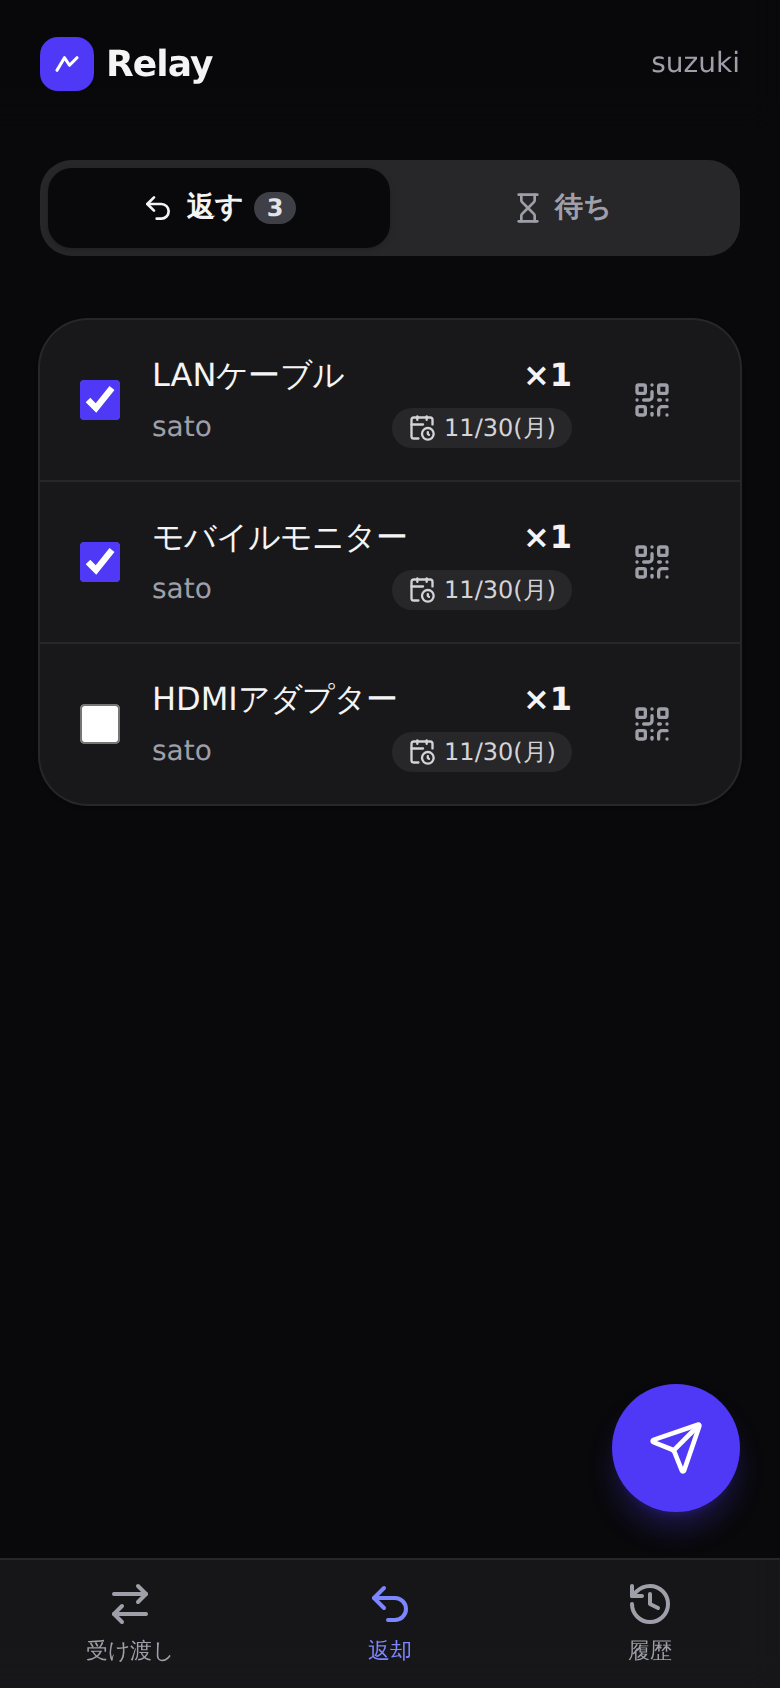 Relay
suzuki
返す 3
待ち
LANケーブル ×1
sato 11/30(月)
モバイルモニター ×1
sato 11/30(月)
HDMIアダプター ×1
sato 11/30(月)
受け渡し
返却
履歴